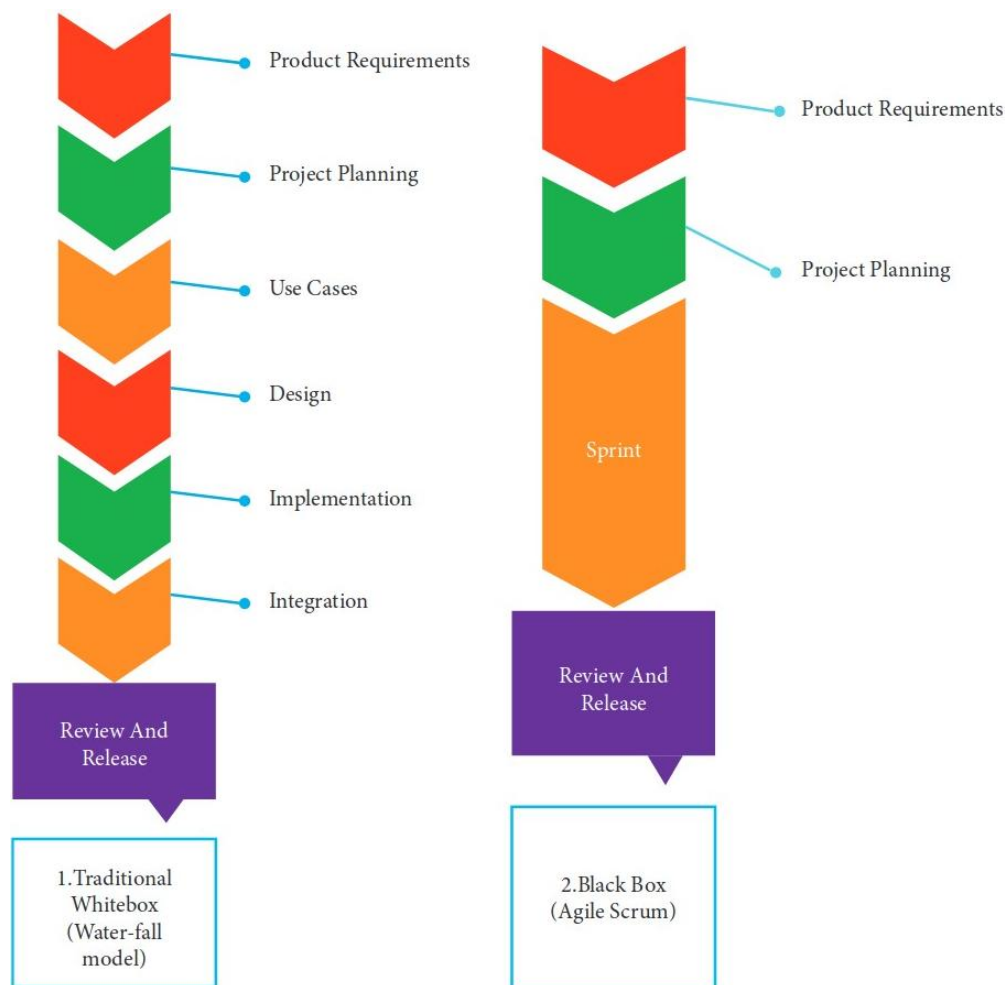 Product Requirements
Project Planning
Use Cases
Design
Implementation
Integration
Review And
Release
1.Traditional
Whitebox
(Water-fall
model)
Product Requirements
Project Planning
Sprint
Review And
Release
2.Black Box
(Agile Scrum)